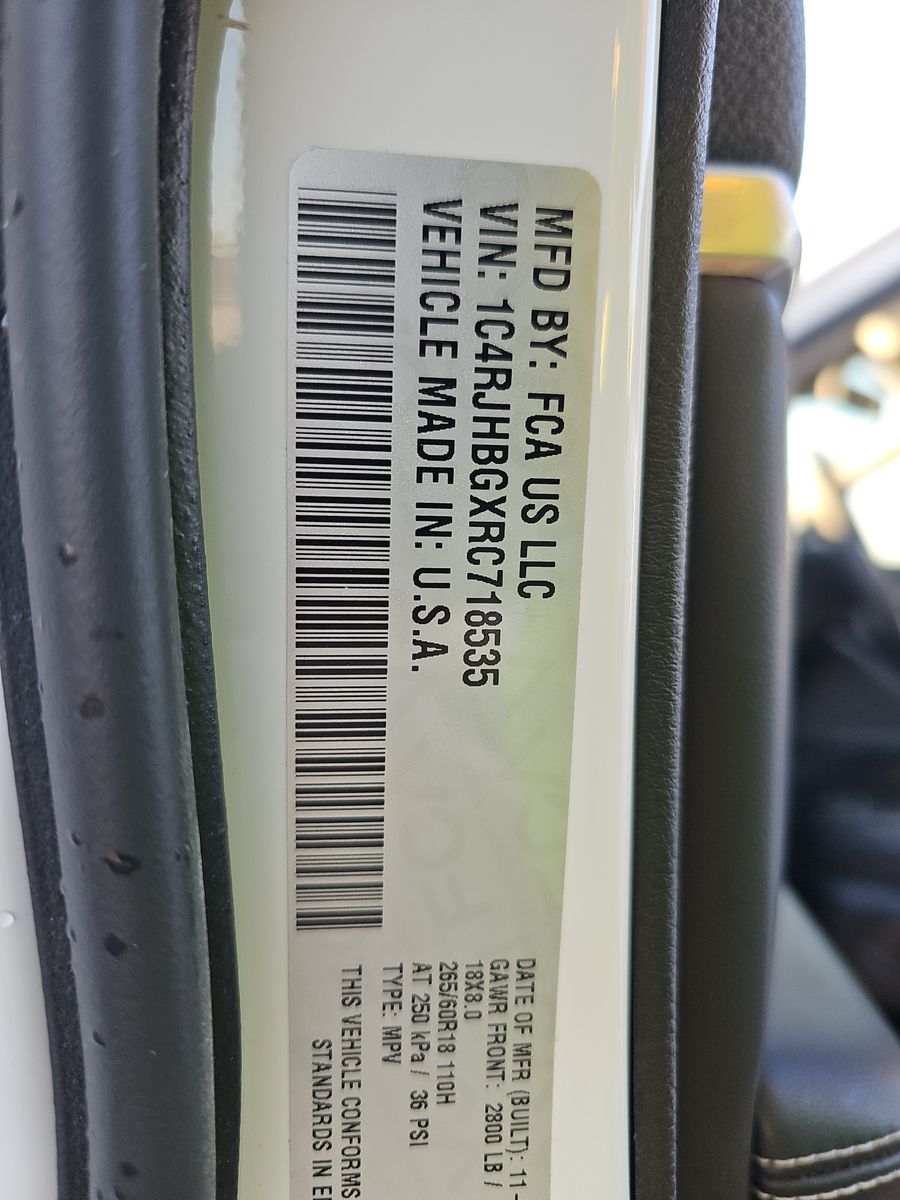 MFD BY: FCA US LLC
VIN: 1C4RJHBGXRC718535
VEHICLE MADE IN: U.S.A.
DATE OF MFR (BUILT): 11-
GAWR FRONT: 2800 LB /
18X8.0
265/60R18 110H
AT 250 kPa / 36 PSI
TYPE: MPV
THIS VEHICLE CONFORMS
STANDARDS IN